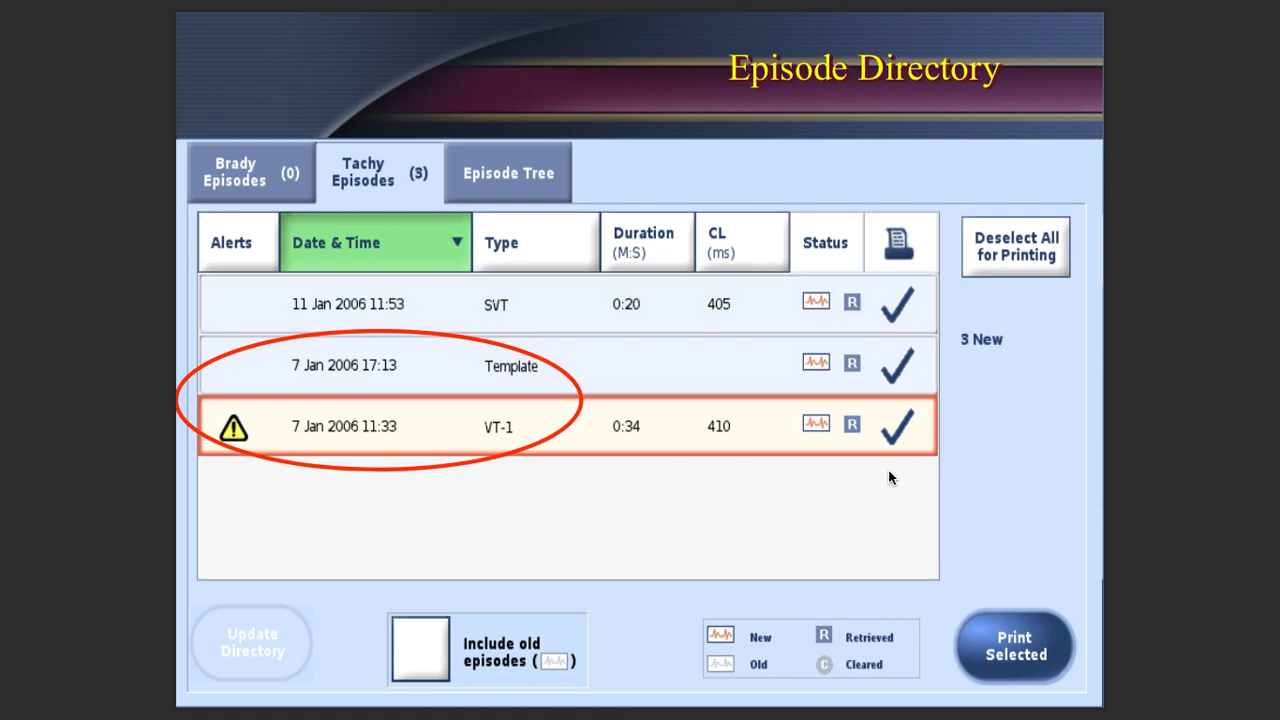 Episode Directory
Brady Episodes (0)
Tachy Episodes (3)
Episode Tree
Alerts
Date & Time
Type
Duration (M:S)
CL (ms)
Status
Deselect All for Printing
11 Jan 2006 11:53 SVT 0:20 405 R
3 New
7 Jan 2006 17:13 Template R
7 Jan 2006 11:33 VT-1 0:34 410 R
Update Directory
Include old episodes ( )
New
R Retrieved
Old
C Cleared
Print Selected